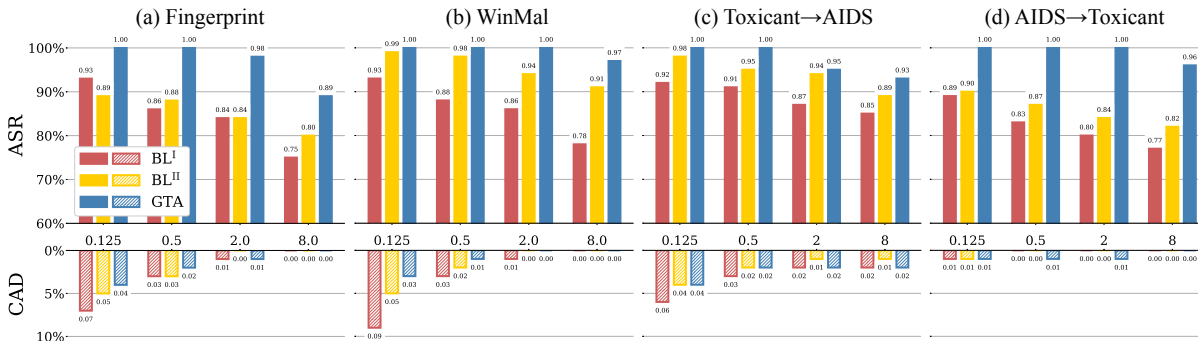 (a) Fingerprint
(b) WinMal
(c) Toxicant→AIDS
(d) AIDS→Toxicant
ASR
100%
90%
80%
70%
60%
0.93 0.89 1.00 0.86 0.88 1.00 0.84 0.84 0.98 0.75 0.80 0.89
0.93 0.99 1.00 0.88 0.98 1.00 0.86 0.94 1.00 0.78 0.91 0.97
0.92 0.98 1.00 0.91 0.95 1.00 0.87 0.94 0.95 0.85 0.89 0.93
0.89 0.90 1.00 0.83 0.87 1.00 0.80 0.84 1.00 0.77 0.82 0.96
BL^I
BL^II
GTA
0.125 0.5 2.0 8.0
0.125 0.5 2.0 8.0
0.125 0.5 2 8
0.125 0.5 2 8
CAD
0%
5%
10%
0.07 0.05 0.04 0.03 0.03 0.02 0.01 0.00 0.01 0.00 0.00 0.00
0.09 0.05 0.03 0.03 0.02 0.01 0.01 0.00 0.00 0.00 0.00 0.00
0.06 0.04 0.04 0.03 0.02 0.02 0.02 0.01 0.02 0.02 0.01 0.02
0.01 0.01 0.01 0.00 0.00 0.01 0.00 0.00 0.01 0.00 0.00 0.00